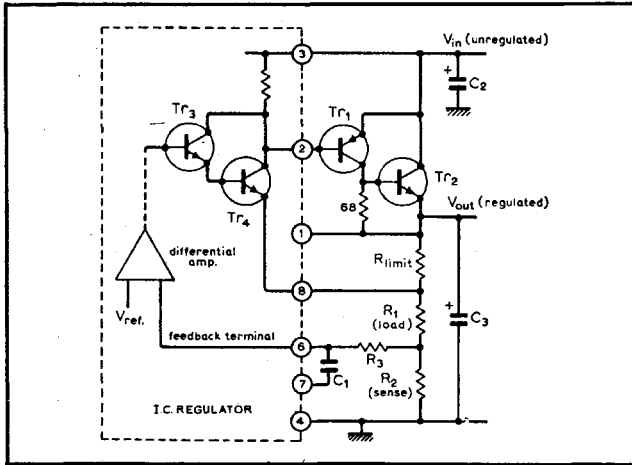 V_in (unregulated)
3
+
C_2
Tr_3
Tr_1
2
Tr_4
Tr_2
68
V_out (regulated)
1
R_limit
differential
amp.
8
R_1
(load)
+
C_3
V_ref.
feedback terminal
6
R_3
C_1
R_2
(sense)
7
I.C. REGULATOR
4